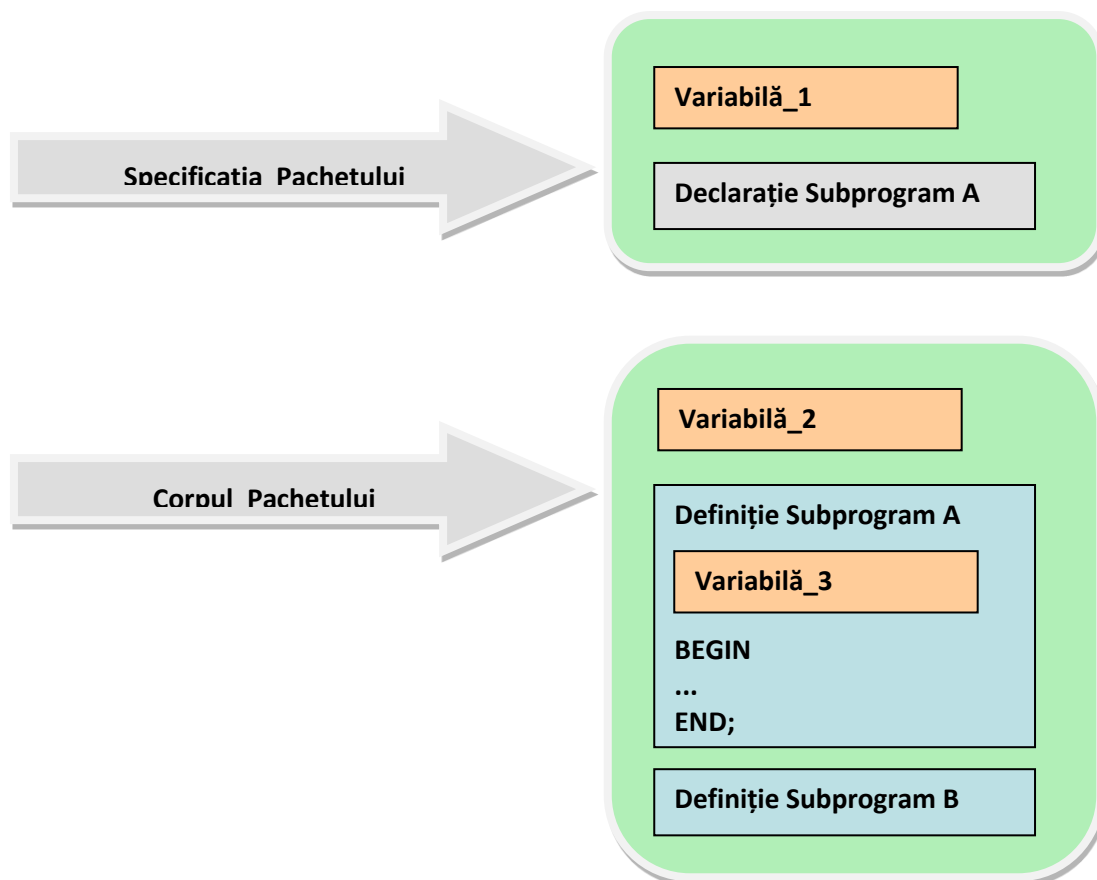 Variabilă_1
Specificatia Pachetului
Declarație Subprogram A
Variabilă_2
Corpul Pachetului
Definiție Subprogram A
Variabilă_3
BEGIN
...
END;
Definiție Subprogram B